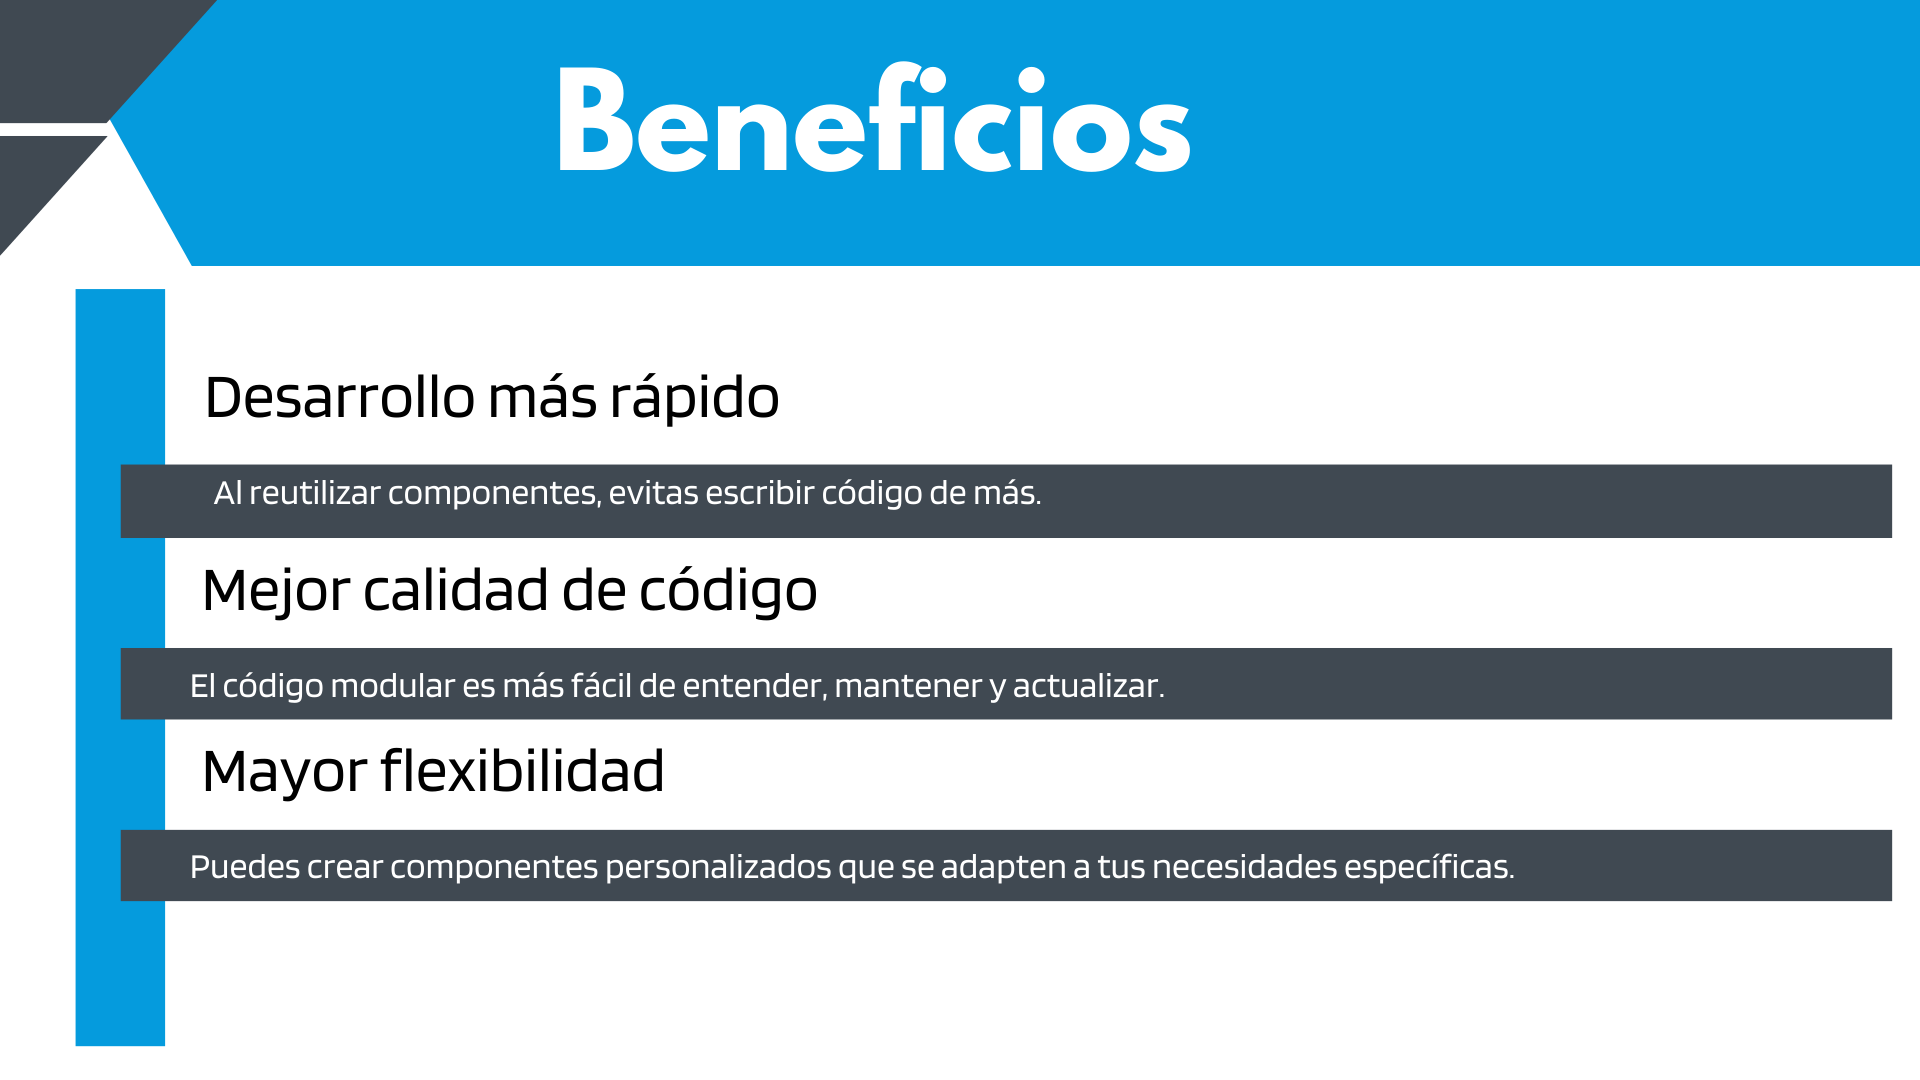 Beneficios
Desarrollo más rápido
Al reutilizar componentes, evitas escribir código de más.
Mejor calidad de código
El código modular es más fácil de entender, mantener y actualizar.
Mayor flexibilidad
Puedes crear componentes personalizados que se adapten a tus necesidades específicas.